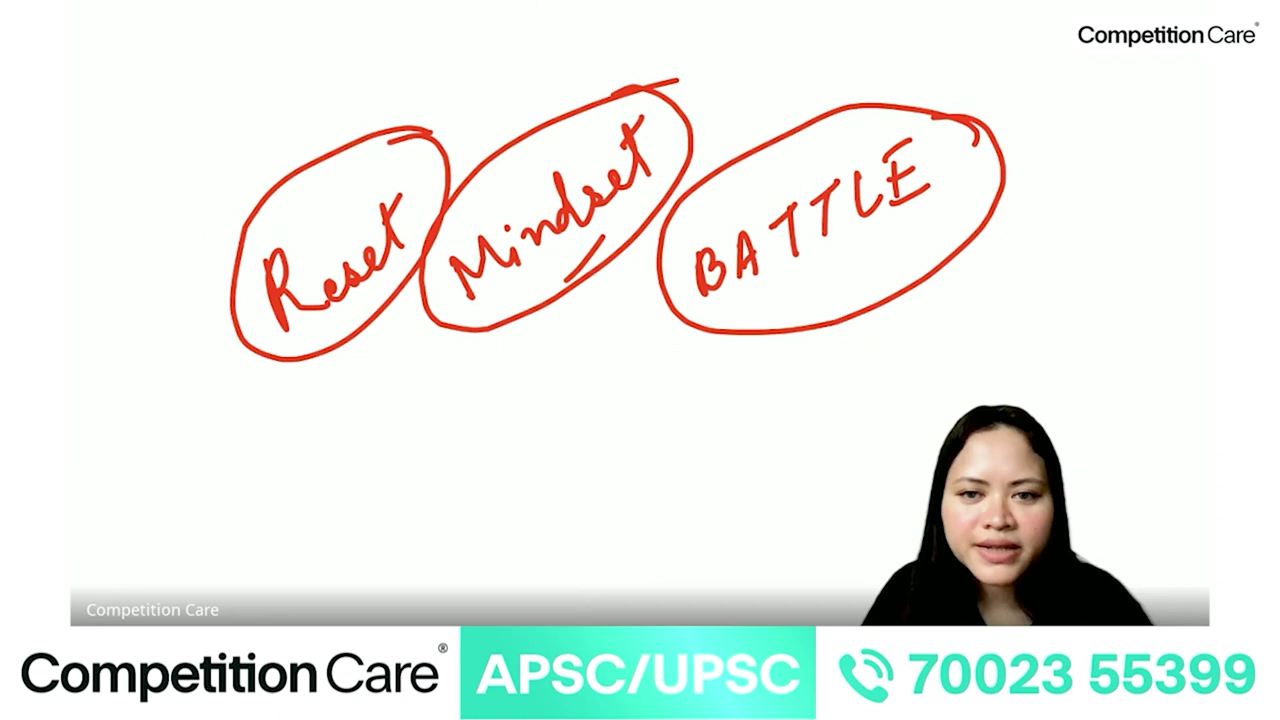 Competition Care®
Reset Mindset BATTLE
Competition Care
Competition Care® APSC/UPSC 70023 55399